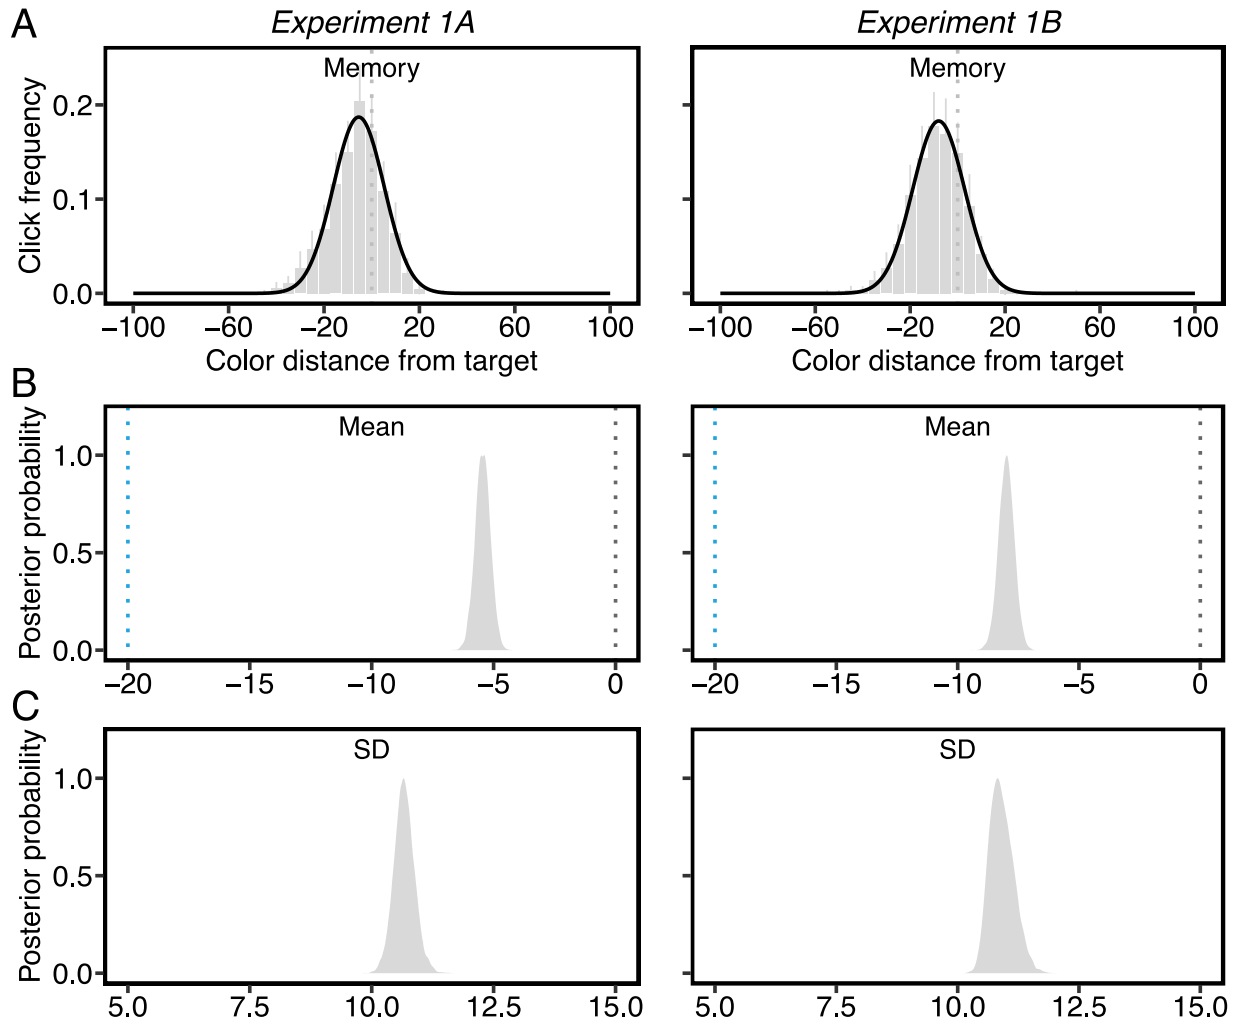 A
Experiment 1A
Experiment 1B
Memory
Memory
Click frequency
0.2
0.1
0.0
−100 −60 −20 20 60 100
−100 −60 −20 20 60 100
Color distance from target
Color distance from target
B
Mean
Mean
Posterior probability
1.0
0.5
0.0
−20 −15 −10 −5 0
−20 −15 −10 −5 0
C
SD
SD
Posterior probability
1.0
0.5
0.0
5.0 7.5 10.0 12.5 15.0
5.0 7.5 10.0 12.5 15.0